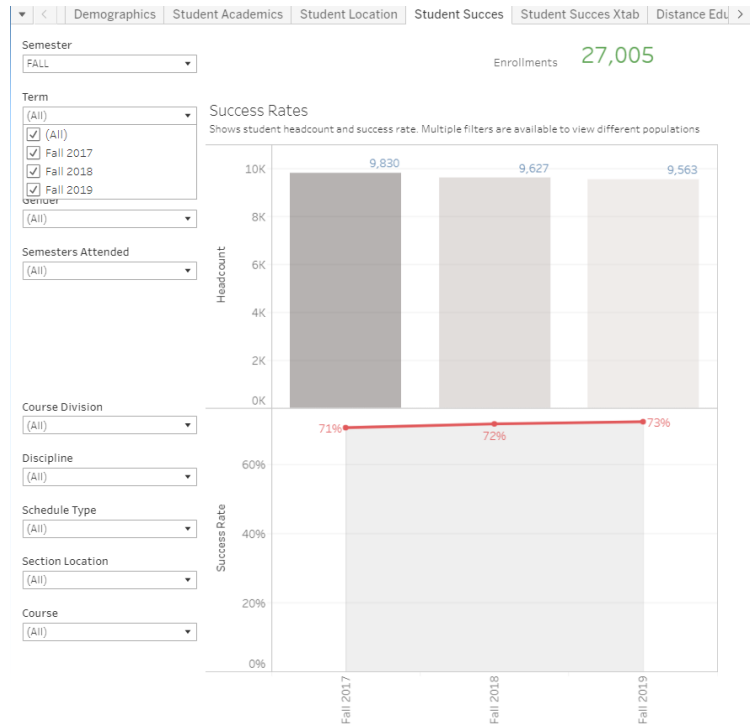 Demographics
Student Academics
Student Location
Student Succes
Student Succes Xtab
Distance Edu
Semester
FALL
Enrollments 27,005
Term
(All)
(All)
Fall 2017
Fall 2018
Fall 2019
Gender
(All)
Semesters Attended
(All)
Course Division
(All)
Discipline
(All)
Schedule Type
(All)
Section Location
(All)
Course
(All)
Success Rates
Shows student headcount and success rate. Multiple filters are available to view different populations
Headcount
10K
8K
6K
4K
2K
0K
9,830
9,627
9,563
Success Rate
60%
40%
20%
0%
71%
72%
73%
Fall 2017
Fall 2018
Fall 2019